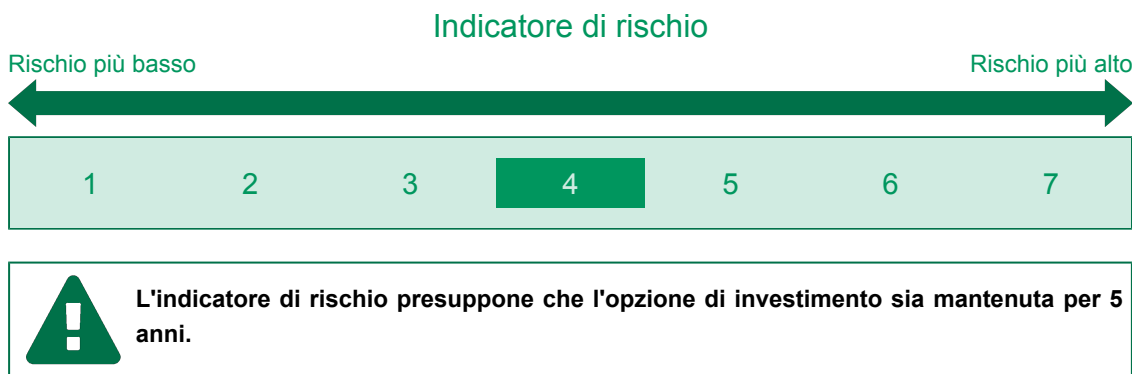 Indicatore di rischio
Rischio più basso Rischio più alto
1 2 3 4 5 6 7
L'indicatore di rischio presuppone che l'opzione di investimento sia mantenuta per 5
anni.